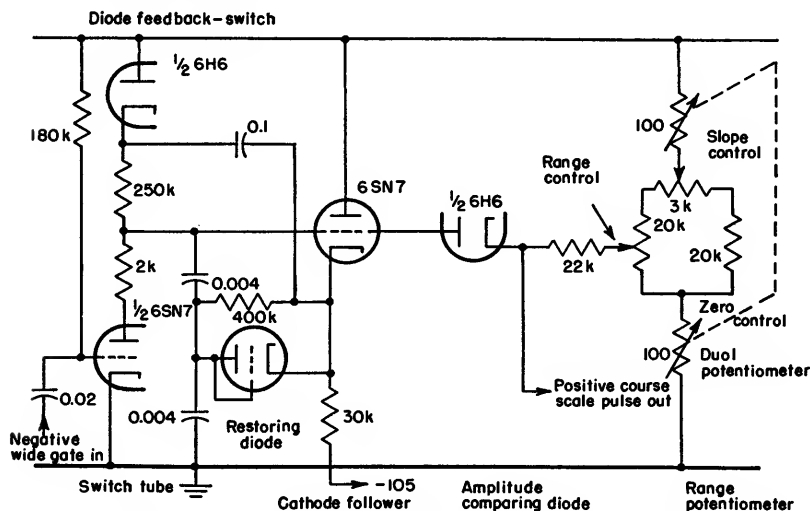 Diode feedback-switch
½ 6H6
180k
0.1
100
Slope
control
250k
6SN7
½ 6H6
Range
control
3k
20k
20k
2k
0.004
22k
½ 6SN7
400k
Zero
control
100
Dual
potentiometer
0.02
0.004
Restoring
diode
30k
Positive course
scale pulse out
Negative
wide gate in
-105
Switch tube
Cathode follower
Amplitude
comparing diode
Range
potentiometer